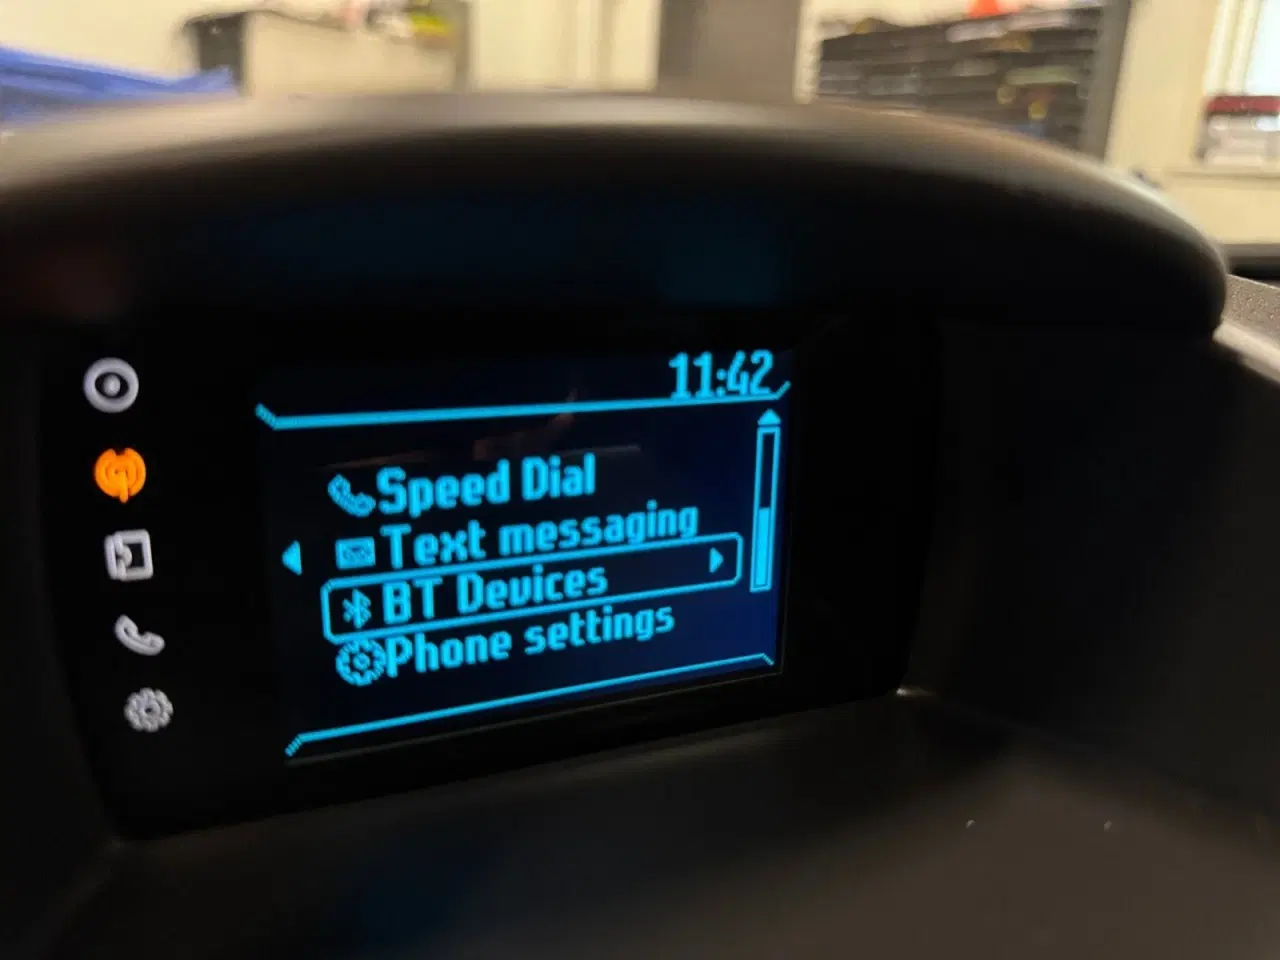 11:42
Speed Dial
Text messaging
BT Devices
Phone settings